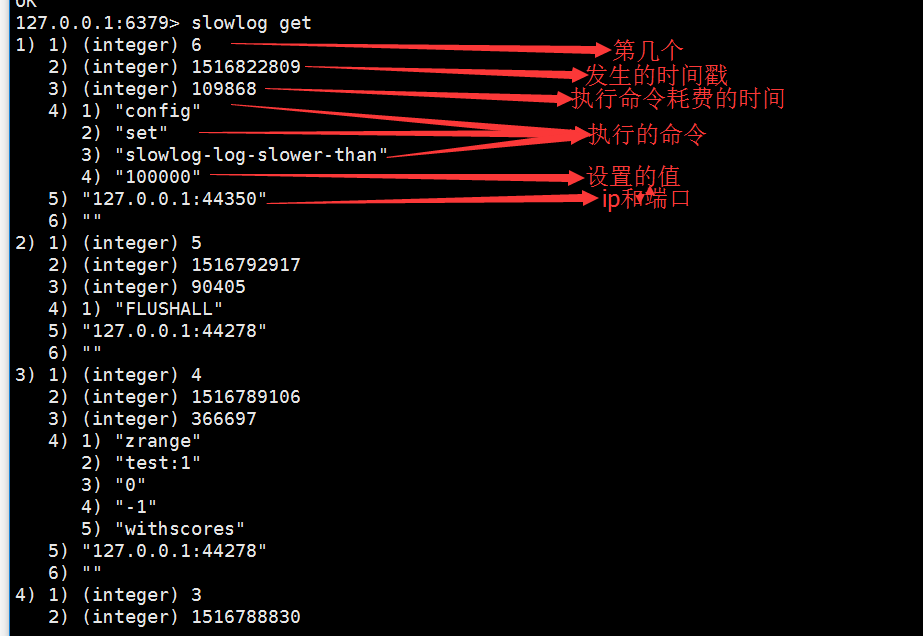 OK
127.0.0.1:6379> slowlog get
1) 1) (integer) 6 第几个
2) (integer) 1516822809 发生的时间戳
3) (integer) 109868 执行命令耗费的时间
4) 1) "config"
2) "set" 执行的命令
3) "slowlog-log-slower-than"
4) "100000" 设置的值
5) "127.0.0.1:44350" ip和端口
6) ""
2) 1) (integer) 5
2) (integer) 1516792917
3) (integer) 90405
4) 1) "FLUSHALL"
5) "127.0.0.1:44278"
6) ""
3) 1) (integer) 4
2) (integer) 1516789106
3) (integer) 366697
4) 1) "zrange"
2) "test:1"
3) "0"
4) "-1"
5) "withscores"
5) "127.0.0.1:44278"
6) ""
4) 1) (integer) 3
2) (integer) 1516788830